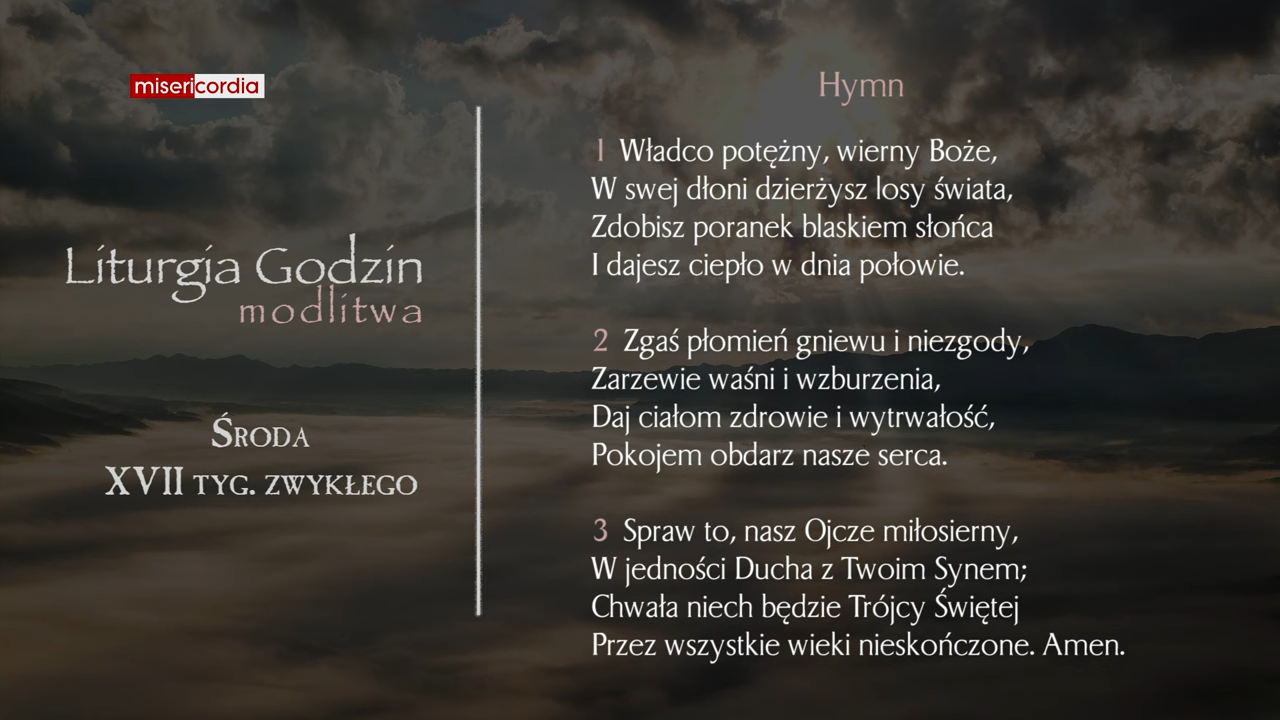 misericordia
Liturgia Godzin
modlitwa
Środa
XVII tyg. zwykłego
Hymn
1 Władco potężny, wierny Boże,
W swej dłoni dzierżysz losy świata,
Zdobisz poranek blaskiem słońca
I dajesz ciepło w dnia połowie.
2 Zgaś płomień gniewu i niezgody,
Zarzewie waśni i wzburzenia,
Daj ciałom zdrowie i wytrwałość,
Pokojem obdarz nasze serca.
3 Spraw to, nasz Ojcze miłosierny,
W jedności Ducha z Twoim Synem;
Chwała niech będzie Trójcy Świętej
Przez wszystkie wieki nieskończone. Amen.